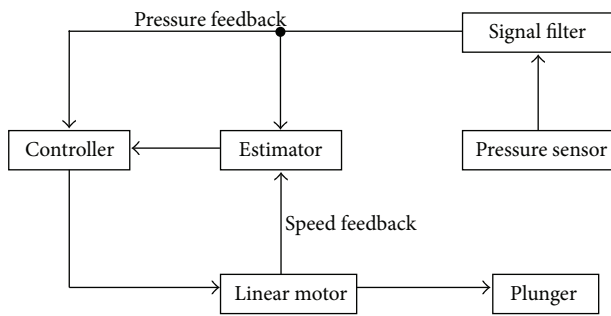 Pressure feedback
Signal filter
Controller
Estimator
Pressure sensor
Speed feedback
Linear motor
Plunger